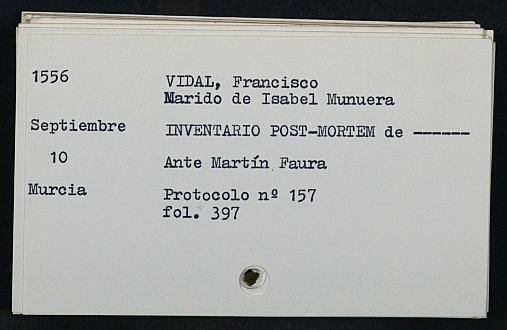 1556 VIDAL, Francisco
Marido de Isabel Munuera
Septiembre INVENTARIO POST-MORTEM de ------
10 Ante Martín Faura
Murcia Protocolo nº 157
fol. 397